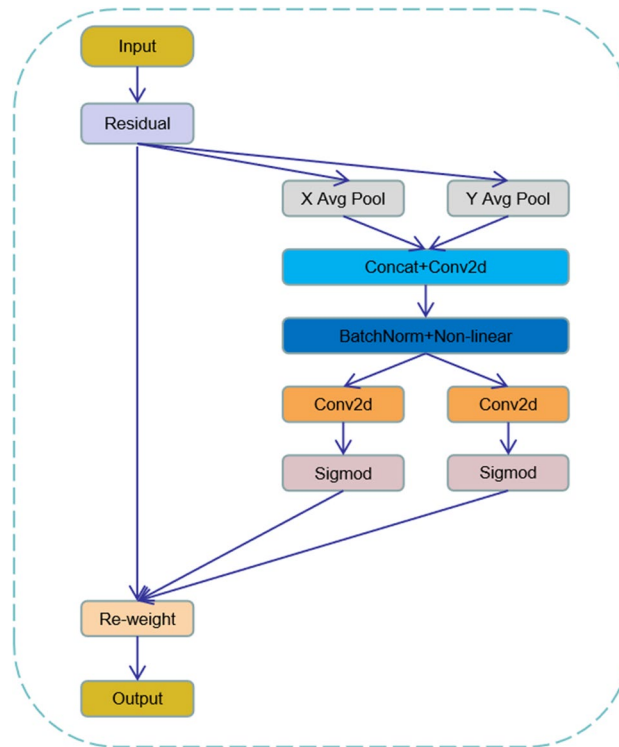 Input
Residual
X Avg Pool
Y Avg Pool
Concat+Conv2d
BatchNorm+Non-linear
Conv2d
Conv2d
Sigmod
Sigmod
Re-weight
Output